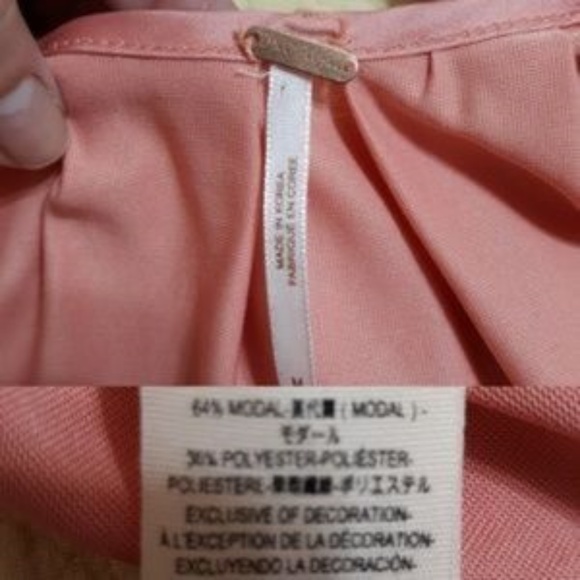 MADE IN KOREA
FABRIQUÉ EN CORÉE
M
64% MODAL-莫代爾 ( MODAL ) -
モダール
36% POLYESTER-POLIÉSTER-
POLIESTERE-聚酯纖維-ポリエステル
EXCLUSIVE OF DECORATION-
À L'EXCEPTION DE LA DÉCORATION-
EXCLUYENDO LA DECORACIÓN-